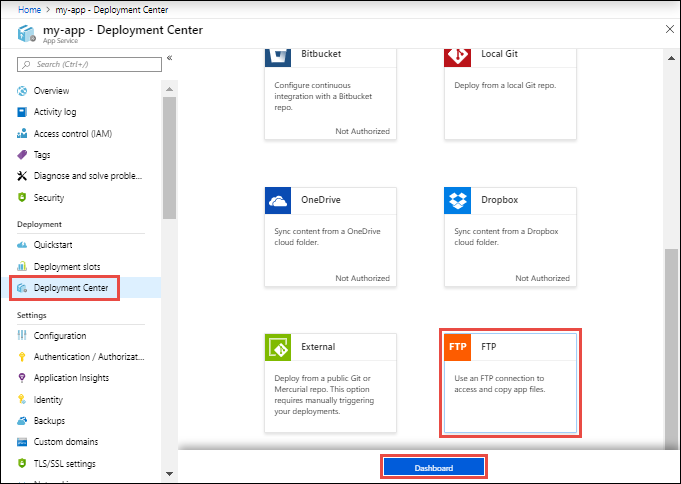 Home > my-app - Deployment Center
my-app - Deployment Center
App Service
Search (Ctrl+/)
Overview
Activity log
Access control (IAM)
Tags
Diagnose and solve proble...
Security
Deployment
Quickstart
Deployment slots
Deployment Center
Settings
Configuration
Authentication / Authorizat...
Application Insights
Identity
Backups
Custom domains
TLS/SSL settings
Bitbucket
Configure continuous
integration with a Bitbucket
repo.
Not Authorized
Local Git
Deploy from a local Git repo.
OneDrive
Sync content from a OneDrive
cloud folder.
Not Authorized
Dropbox
Sync content from a Dropbox
cloud folder.
Not Authorized
External
Deploy from a public Git or
Mercurial repo. This option
requires manually triggering
your deployments.
FTP FTP
Use an FTP connection to
access and copy app files.
Dashboard